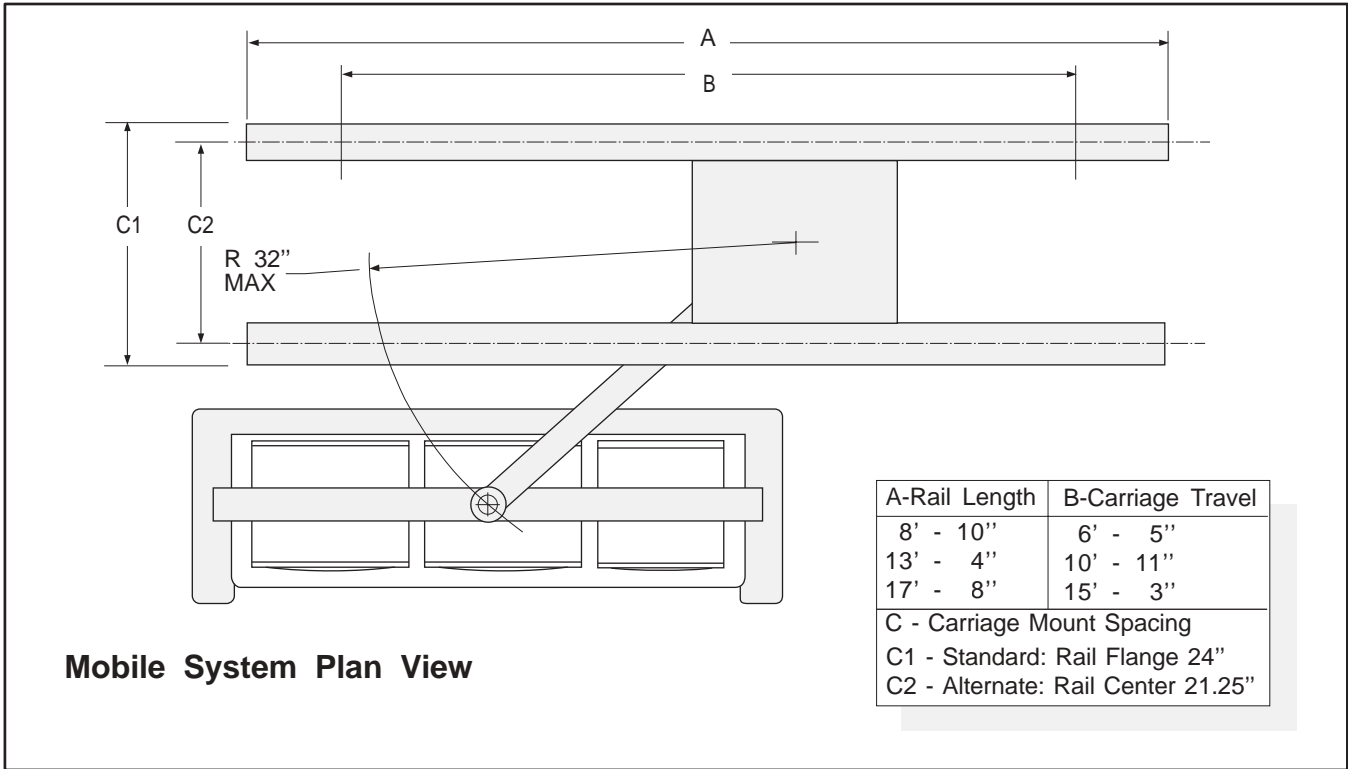 A
B
C1
C2
R 32’’
MAX
A-Rail Length B-Carriage Travel
8’ - 10’’ 6’ - 5’’
13’ - 4’’ 10’ - 11’’
17’ - 8’’ 15’ - 3’’
C - Carriage Mount Spacing
C1 - Standard: Rail Flange 24’’
C2 - Alternate: Rail Center 21.25’’
Mobile System Plan View